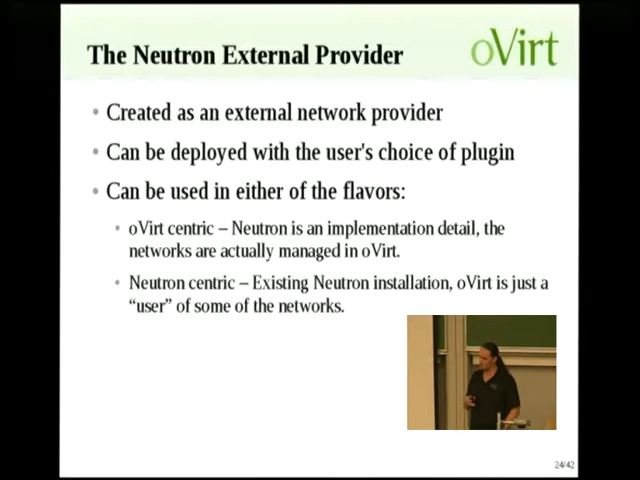 The Neutron External Provider
oVirt
• Created as an external network provider
• Can be deployed with the user's choice of plugin
• Can be used in either of the flavors:
• oVirt centric – Neutron is an implementation detail, the
networks are actually managed in oVirt.
• Neutron centric – Existing Neutron installation, oVirt is just a
“user” of some of the networks.
24/42